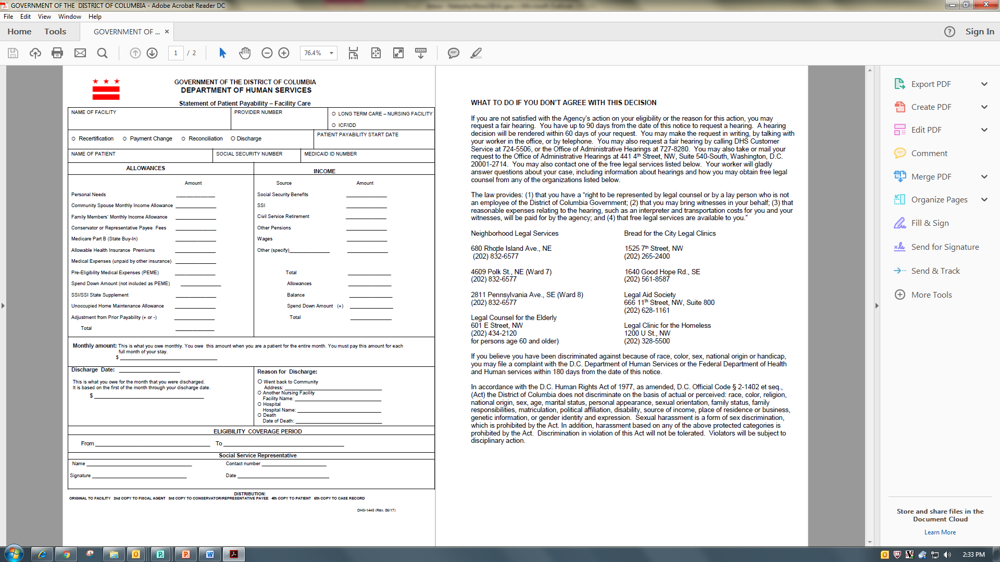 GOVERNMENT OF THE  DISTRICT OF COLUMBIA - Adobe Acrobat Reader DC
File Edit View Window Help
Home Tools GOVERNMENT OF ... × Sign In
1 / 2 76.4%
GOVERNMENT OF THE DISTRICT OF COLUMBIA
DEPARTMENT OF HUMAN SERVICES
Statement of Patient Payability – Facility Care
NAME OF FACILITY PROVIDER NUMBER O LONG TERM CARE – NURSING FACILITY
O ICF/IDD
O Recertification O Payment Change O Reconciliation O Discharge PATIENT PAYABILITY START DATE
NAME OF PATIENT SOCIAL SECURITY NUMBER MEDICAID ID NUMBER
ALLOWANCES INCOME
Amount Source Amount
Personal Needs ______________ Social Security Benefits ______________
Community Spouse Monthly Income Allowance ______________ SSI ______________
Family Members' Monthly Income Allowance ______________ Civil Service Retirement ______________
Conservator or Representative Payee Fees ______________ Other Pensions ______________
Medicare Part B (State Buy-In) ______________ Wages ______________
Allowable Health Insurance Premiums ______________ Other (specify)______________ ______________
Medical Expenses (unpaid by other insurance) ______________
Pre-Eligibility Medical Expenses (PEME) ______________ Total ______________
Spend Down Amount (not included as PEME) ______________ Allowances ______________
SSI/SSI State Supplement ______________ Balance ______________
Unoccupied Home Maintenance Allowance ______________ Spend Down Amount (+) ______________
Adjustment from Prior Payability (+ or -) ______________ Total ______________
Total ______________
Monthly amount: This is what you owe monthly. You owe this amount when you are a patient for the entire month. You must pay this amount for each
full month of your stay.
$ ______________
Discharge Date: ______________
This is what you owe for the month that you were discharged.
It is based on the first of the month through your discharge date.
$ ______________
Reason for Discharge:
O Went back to Community
Address: ______________
O Another Nursing Facility
Facility Name: ______________
O Hospital
Hospital Name: ______________
O Death
Date of Death: ______________
ELIGIBILITY COVERAGE PERIOD
From ______________ To ______________
Social Service Representative
Name ______________ Contact number ______________
Signature ______________ Date ______________
DISTRIBUTION:
ORIGINAL TO FACILITY 2nd COPY TO FISCAL AGENT 3rd COPY TO CONSERVATOR/REPRESENTATIVE PAYEE 4th COPY TO PATIENT 5th COPY TO CASE RECORD
DHS-1445 (Rev. 05/17)
WHAT TO DO IF YOU DON'T AGREE WITH THIS DECISION
If you are not satisfied with the Agency's action on your eligibility or the reason for this action, you may
request a fair hearing. You have up to 90 days from the date of this notice to request a hearing. A hearing
decision will be rendered within 60 days of your request. You may make the request in writing, by talking with
your worker in the office, or by telephone. You may also request a fair hearing by calling DHS Customer
Service at 724-5506, or the Office of Administrative Hearings at 727-8280. You may also take or mail your
request to the Office of Administrative Hearings at 441 4th Street, NW, Suite 540-South, Washington, D.C.
20001-2714. You may also contact one of the free legal services listed below. Your worker will gladly
answer questions about your case, including information about hearings and how you may obtain free legal
counsel from any of the organizations listed below.
The law provides: (1) that you have a “right to be represented by legal counsel or by a lay person who is not
an employee of the District of Columbia Government; (2) that you may bring witnesses in your behalf; (3) that
reasonable expenses relating to the hearing, such as an interpreter and transportation costs for you and your
witnesses, will be paid for by the agency; and (4) that free legal services are available to you.”
Neighborhood Legal Services
680 Rhode Island Ave., NE
(202) 832-6577
4609 Polk St., NE (Ward 7)
(202) 832-6577
2811 Pennsylvania Ave., SE (Ward 8)
(202) 832-6577
Legal Counsel for the Elderly
601 E Street, NW
(202) 434-2120
for persons age 60 and older)
Bread for the City Legal Clinics
1525 7th Street, NW
(202) 265-2400
1640 Good Hope Rd., SE
(202) 561-8587
Legal Aid Society
666 11th Street, NW, Suite 800
(202) 628-1161
Legal Clinic for the Homeless
1200 U St., NW
(202) 328-5500
If you believe you have been discriminated against because of race, color, sex, national origin or handicap,
you may file a complaint with the D.C. Department of Human Services or the Federal Department of Health
and Human services within 180 days from the date of this notice.
In accordance with the D.C. Human Rights Act of 1977, as amended, D.C. Official Code § 2-1402 et seq.,
(Act) the District of Columbia does not discriminate on the basis of actual or perceived: race, color, religion,
national origin, sex, age, marital status, personal appearance, sexual orientation, family status, family
responsibilities, matriculation, political affiliation, disability, source of income, place of residence or business,
genetic information, or gender identity and expression. Sexual harassment is a form of sex discrimination,
which is prohibited by the Act. In addition, harassment based on any of the above protected categories is
prohibited by the Act. Discrimination in violation of this Act will not be tolerated. Violators will be subject to
disciplinary action.
Export PDF
Create PDF
Edit PDF
Comment
Merge PDF
Organize Pages
Fill & Sign
Send for Signature
Send & Track
More Tools
Store and share files in the
Document Cloud
Learn More
2:33 PM